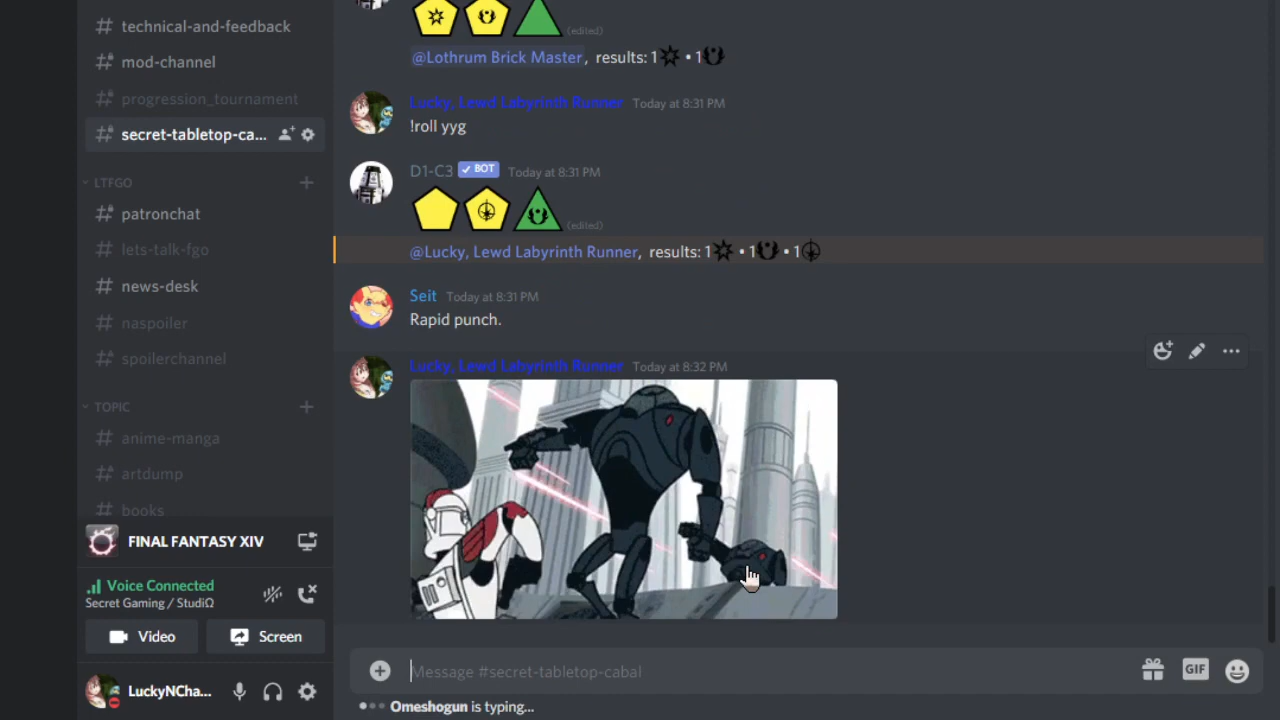 technical-and-feedback
mod-channel
progression_tournament
secret-tabletop-ca...
LTFGO
patronchat
lets-talk-fgo
news-desk
naspoiler
spoilerchannel
TOPIC
anime-manga
artdump
books
FINAL FANTASY XIV
Voice Connected
Secret Gaming / StudiΩ
Video
Screen
LuckyNCha...
(edited)
@Lothrum Brick Master, results: 1 • 1
Lucky, Lewd Labyrinth Runner Today at 8:31 PM
!roll yyg
D1-C3 ✓ BOT Today at 8:31 PM
(edited)
@Lucky, Lewd Labyrinth Runner, results: 1 • 1 • 1
Seit Today at 8:31 PM
Rapid punch.
Lucky, Lewd Labyrinth Runner Today at 8:32 PM
Message #secret-tabletop-cabal
GIF
Omeshogun is typing...